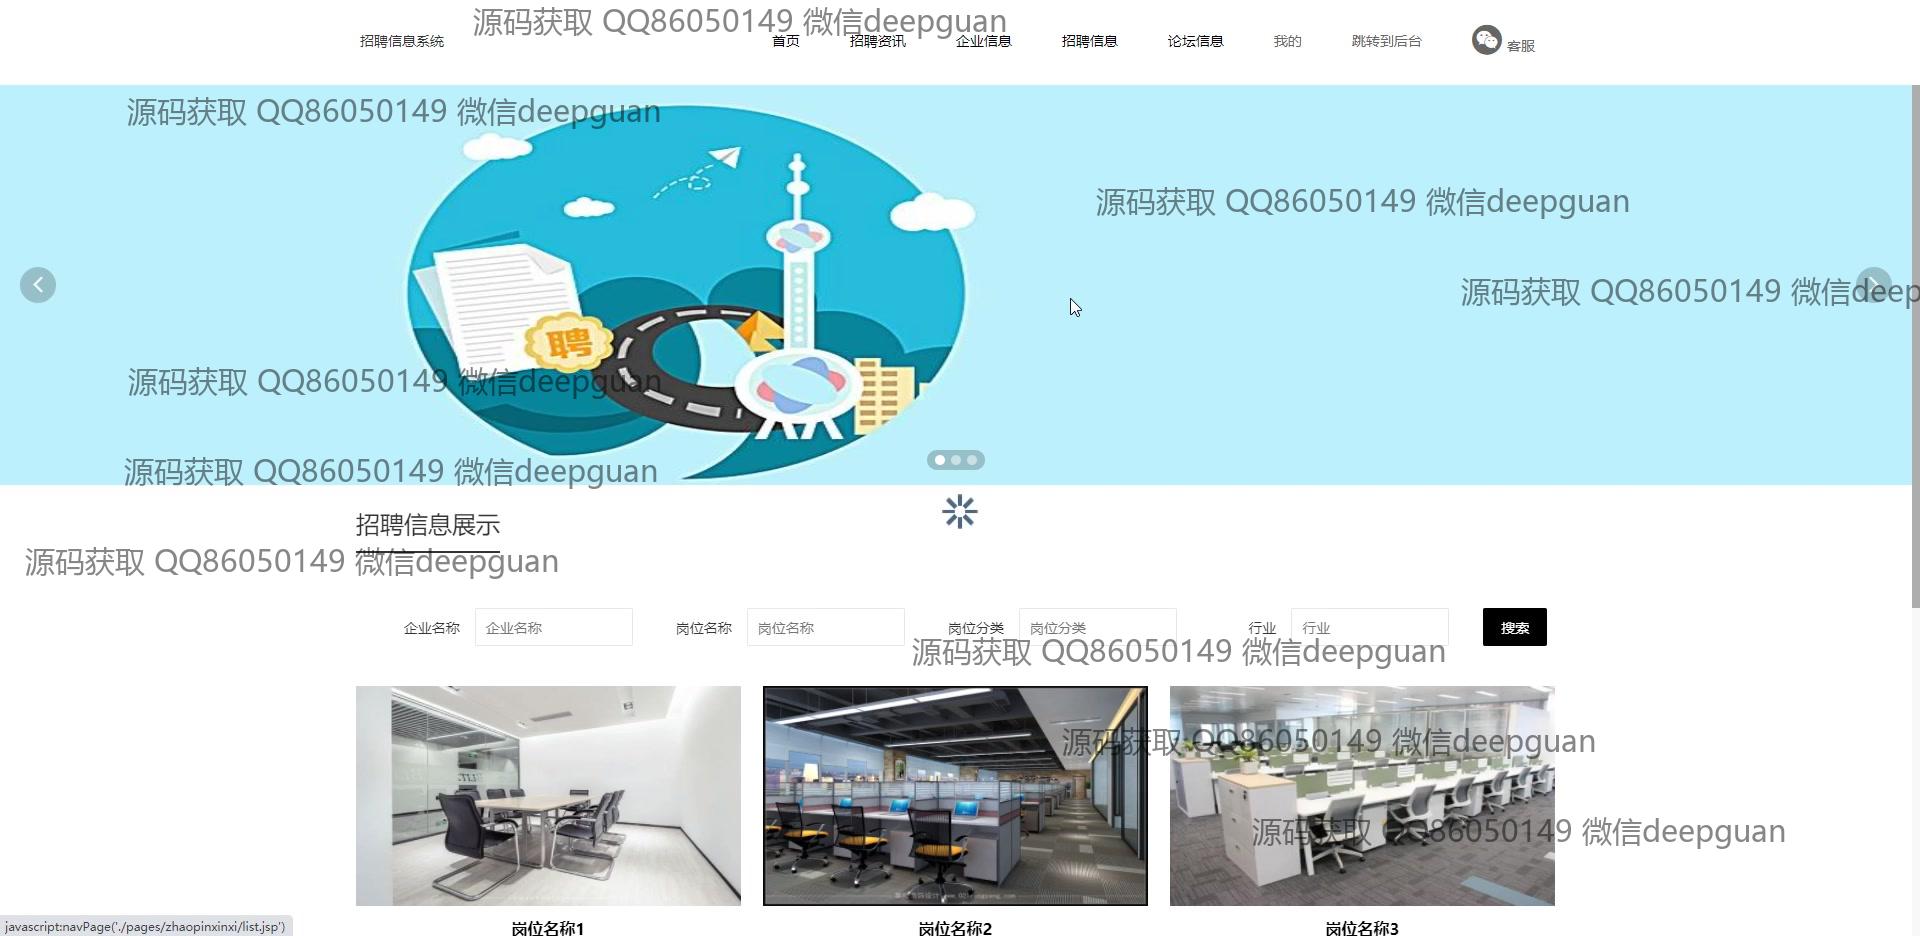 源码获取 QQ86050149 微信deepguan
招聘信息系统 首页 招聘资讯 企业信息 招聘信息 论坛信息 我的 跳转到后台 客服
源码获取 QQ86050149 微信deepguan
源码获取 QQ86050149 微信deepguan
源码获取 QQ86050149 微信deep
聘
源码获取 QQ86050149 微信deepguan
源码获取 QQ86050149 微信deepguan
招聘信息展示
源码获取 QQ86050149 微信deepguan
企业名称 企业名称 岗位名称 岗位名称 岗位分类 岗位分类 行业 行业 搜索
源码获取 QQ86050149 微信deepguan
源码获取 QQ86050149 微信deepguan
源码获取 QQ86050149 微信deepguan
岗位名称1 岗位名称2 岗位名称3
javascript:navPage('./pages/zhaopinxinxi/list.jsp')